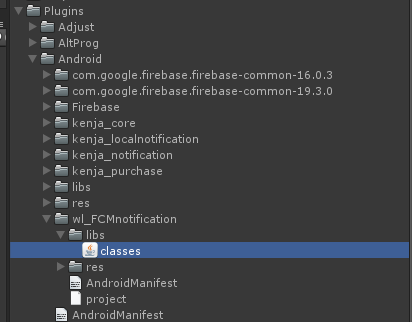 Plugins
Adjust
AltProg
Android
com.google.firebase.firebase-common-16.0.3
com.google.firebase.firebase-common-19.3.0
Firebase
kenja_core
kenja_localnotification
kenja_notification
kenja_purchase
libs
res
wl_FCMnotification
libs
classes
res
AndroidManifest
project
AndroidManifest